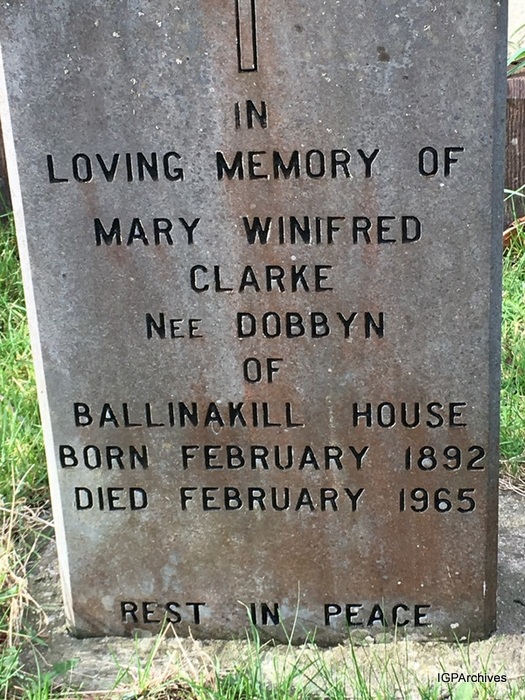 IN
LOVING MEMORY OF
MARY WINIFRED
CLARKE
NEE DOBBYN
OF
BALLINAKILL HOUSE
BORN FEBRUARY 1892
DIED FEBRUARY 1965
REST IN PEACE
IGPArchives